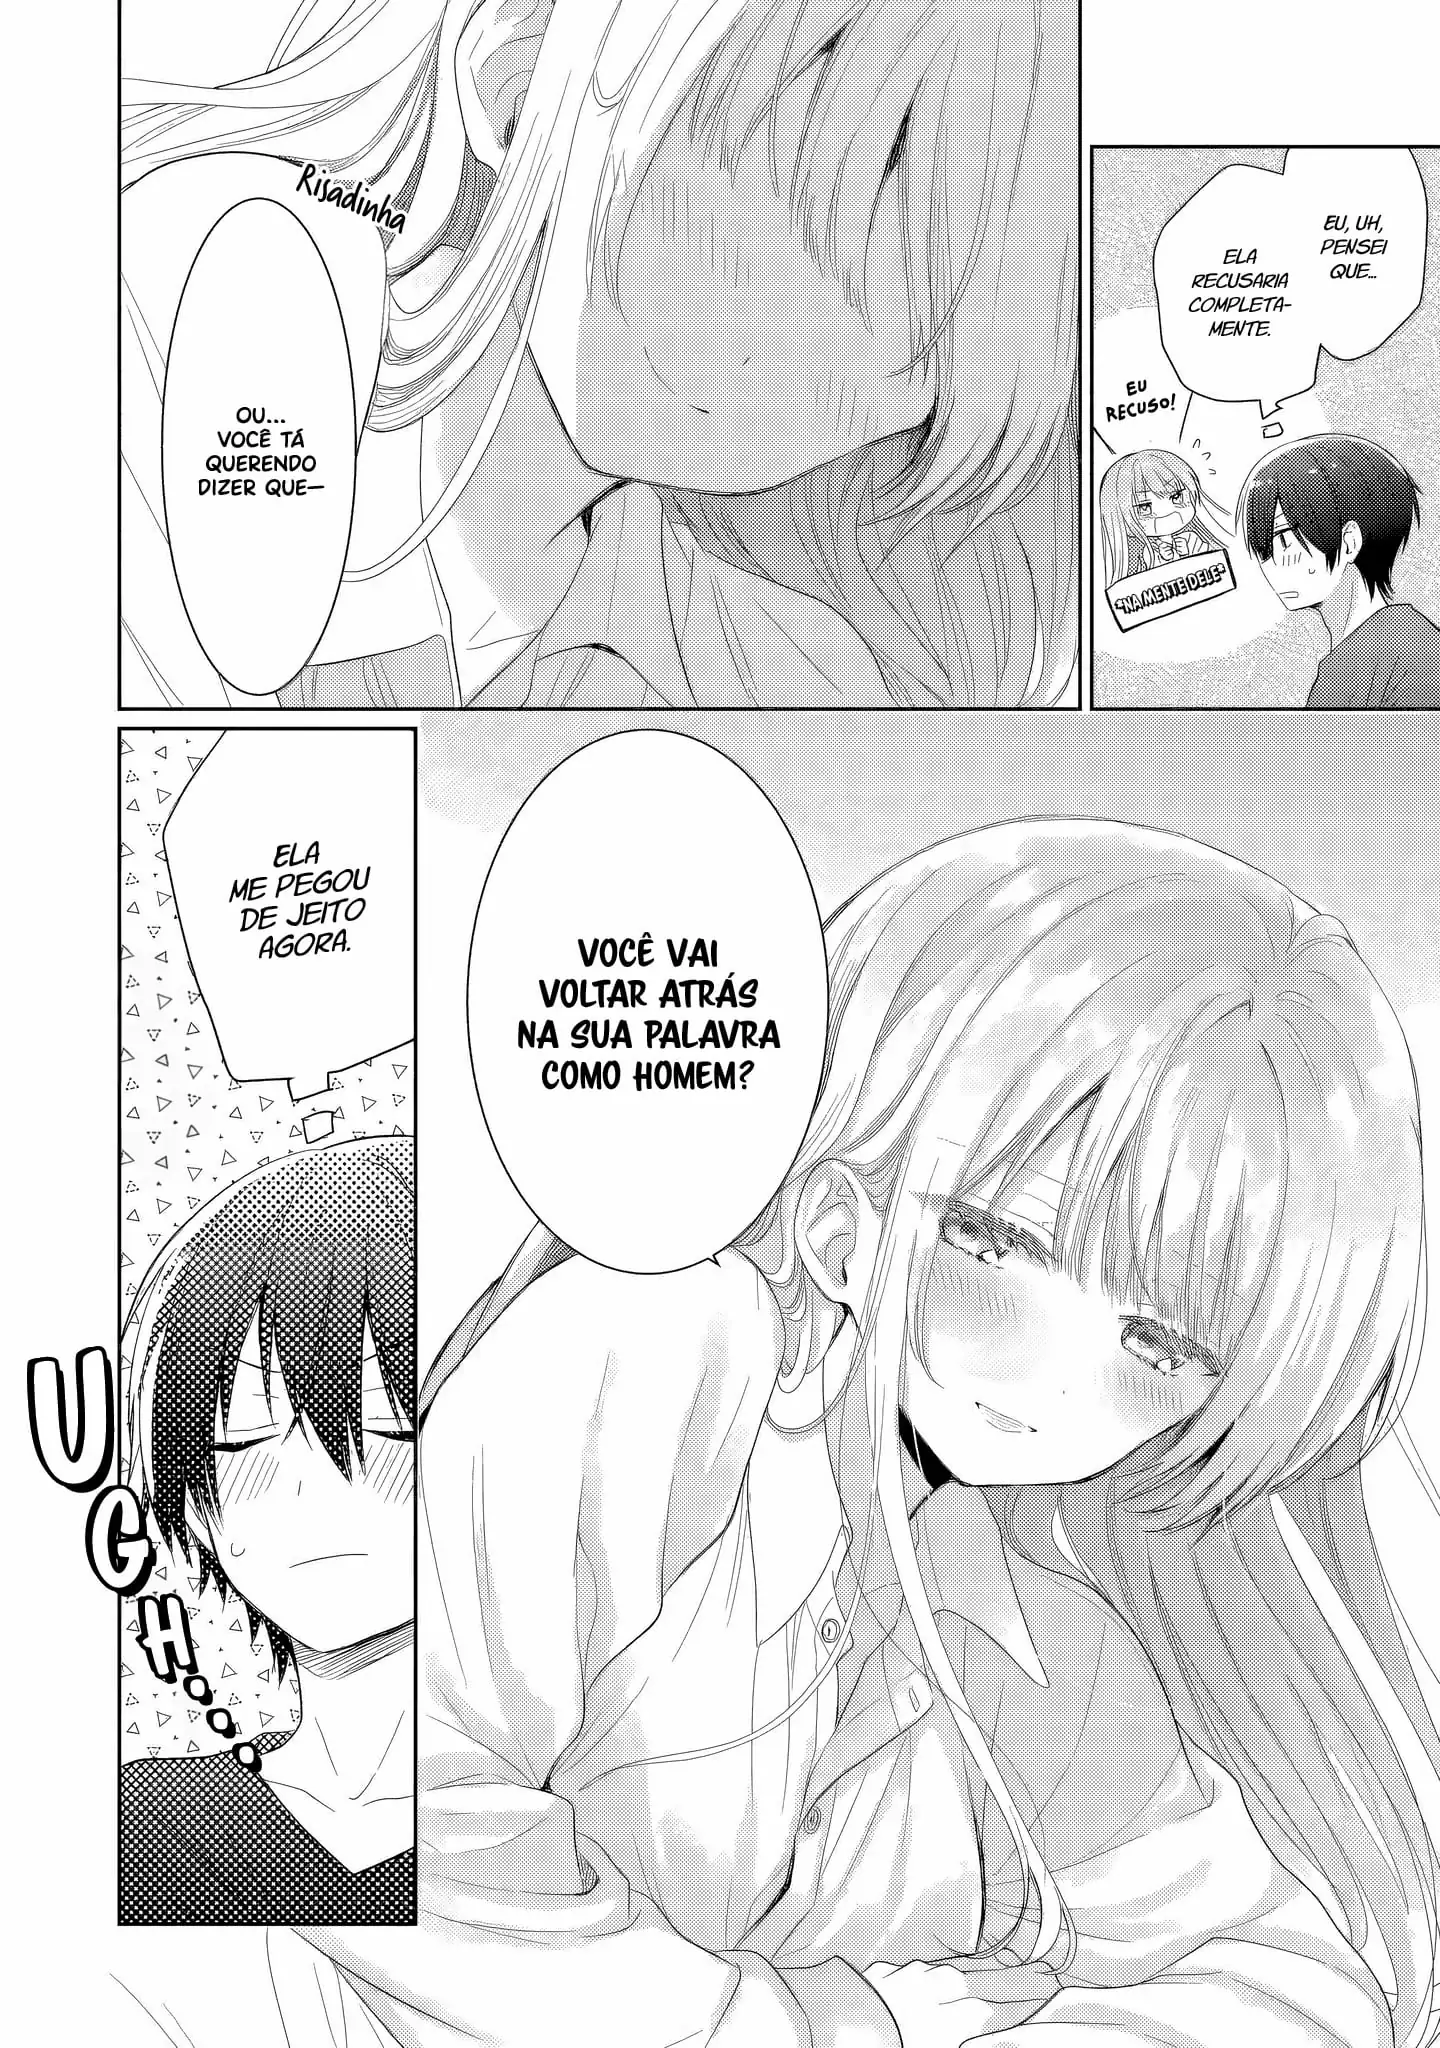 EU, UH,
PENSEI
QUE...
ELA
RECUSARIA
COMPLETA-
MENTE.
EU
RECUSO!
*NA MENTE DELE*
Risadinha
OU...
VOCÊ TÁ
QUERENDO
DIZER QUE—
VOCÊ VAI
VOLTAR ATRÁS
NA SUA PALAVRA
COMO HOMEM?
ELA
ME PEGOU
DE JEITO
AGORA.
UGH...